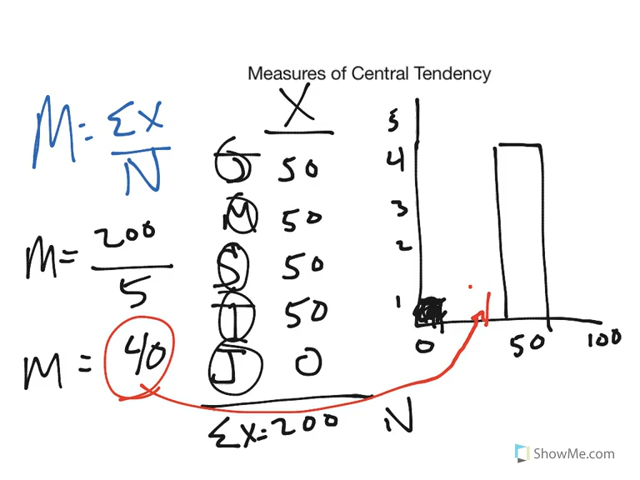 Measures of Central Tendency
M = ΣX / N
M = 200 / 5
M = 40
X
J 50
M 50
S 50
T 50
J 0
ΣX = 200 N
5
4
3
2
1
0 50 100
ShowMe.com